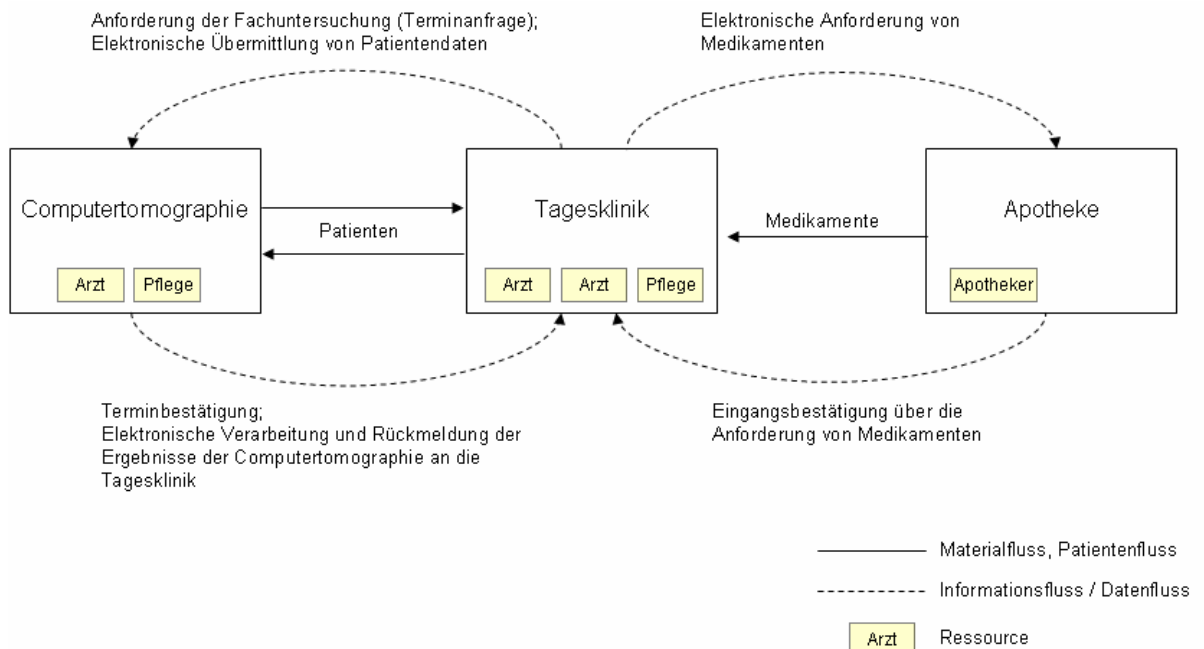 Anforderung der Fachuntersuchung (Terminanfrage);
Elektronische Übermittlung von Patientendaten
Elektronische Anforderung von
Medikamenten
Computertomographie
Patienten
Arzt
Pflege
Tagesklinik
Arzt
Arzt
Pflege
Medikamente
Apotheke
Apotheker
Terminbestätigung;
Elektronische Verarbeitung und Rückmeldung der
Ergebnisse der Computertomographie an die
Tagesklinik
Eingangsbestätigung über die
Anforderung von Medikamenten
Materialfluss, Patientenfluss
Informationsfluss / Datenfluss
Arzt
Ressource